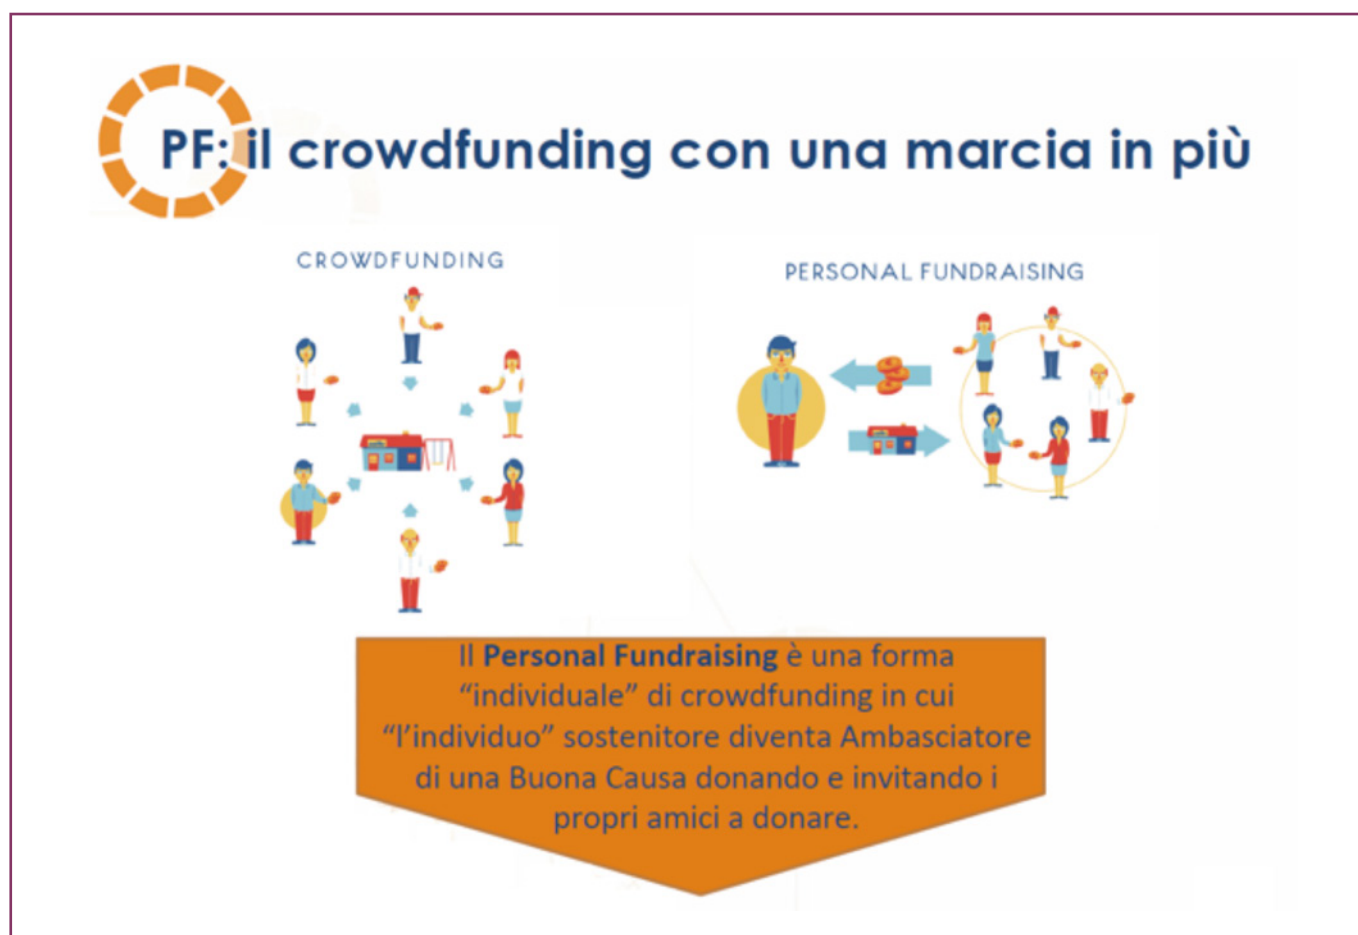 PF: il crowdfunding con una marcia in più
CROWDFUNDING
PERSONAL FUNDRAISING
Il Personal Fundraising è una forma
“individuale” di crowdfunding in cui
“l’individuo” sostenitore diventa Ambasciatore
di una Buona Causa donando e invitando i
propri amici a donare.